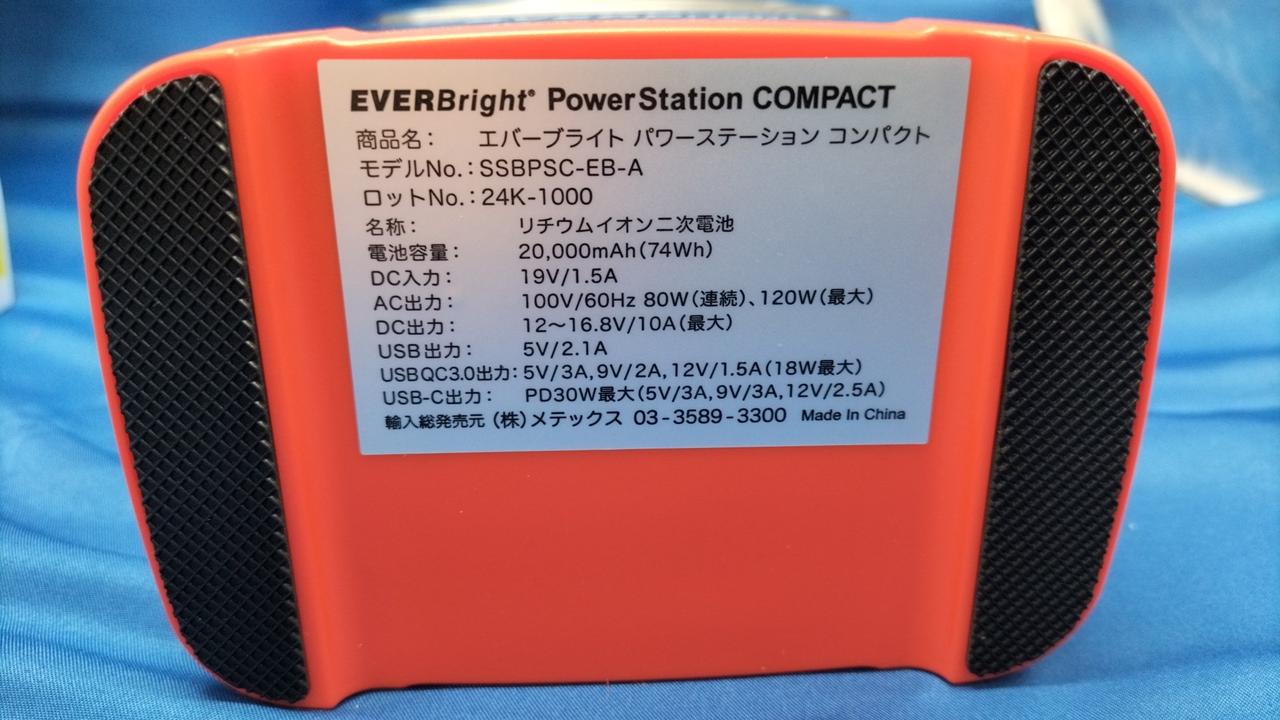 EVERBright® PowerStation COMPACT
商品名： エバーブライト パワーステーション コンパクト
モデルNo.：SSBPSC-EB-A
ロットNo.：24K-1000
名称： リチウムイオン二次電池
電池容量： 20,000mAh（74Wh）
DC入力： 19V/1.5A
AC出力： 100V/60Hz 80W（連続）、120W（最大）
DC出力： 12〜16.8V/10A（最大）
USB出力： 5V/2.1A
USB QC3.0出力：5V/3A,9V/2A,12V/1.5A（18W最大）
USB-C出力： PD30W最大（5V/3A,9V/3A,12V/2.5A）
輸入総発売元（株）メテックス 03-3589-3300 Made In China